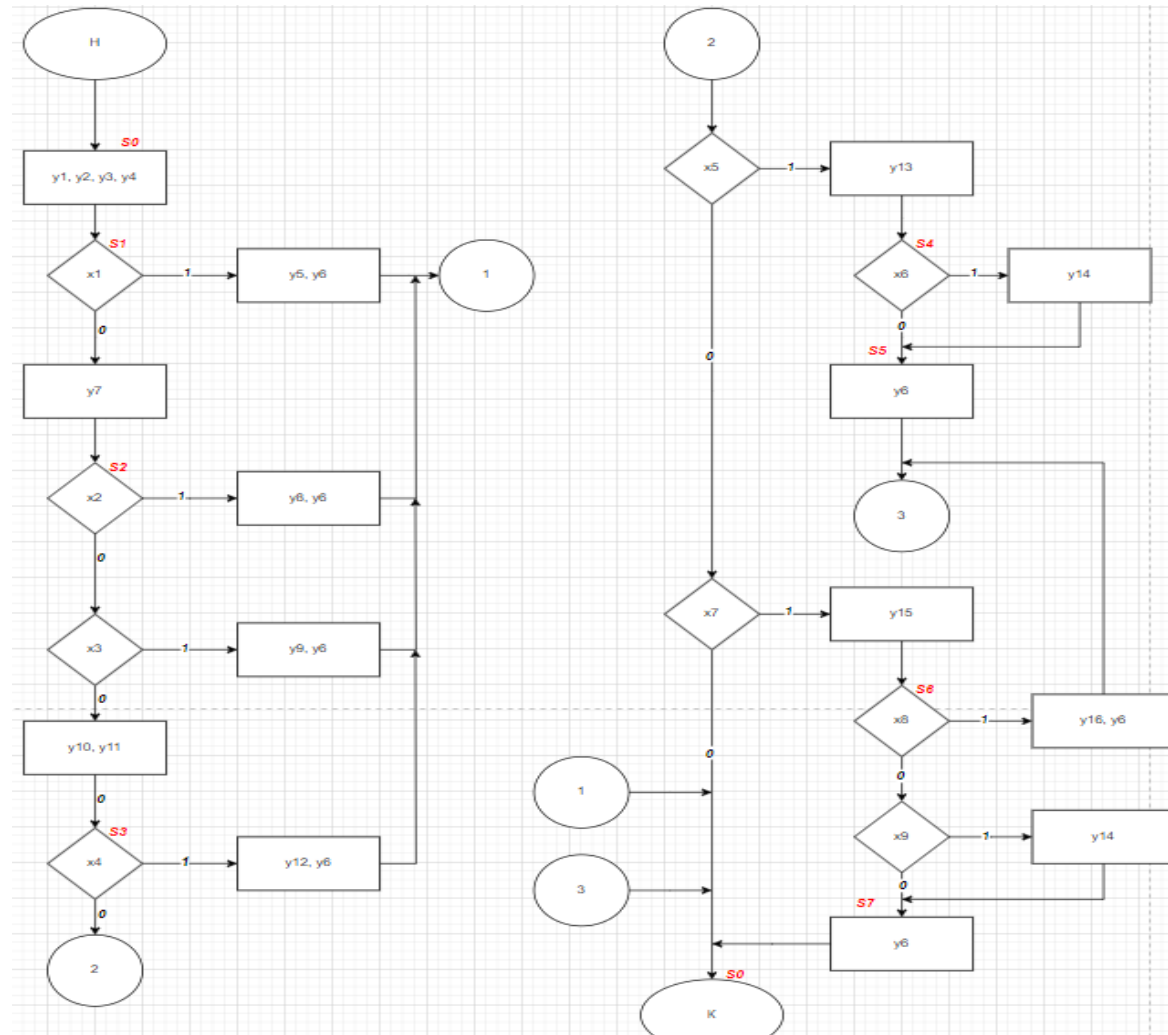 H
S0
y1, y2, y3, y4
S1
x1
1
y5, y6
1
0
y7
S2
x2
1
y6, y6
0
x3
1
y9, y6
0
y10, y11
0
S3
x4
1
y12, y6
0
2
2
x5
1
y13
S4
x6
1
y14
0
S5
y6
3
0
x7
1
y15
S6
x8
1
y16, y6
0
0
1
x9
1
y14
3
0
S7
y6
S0
K